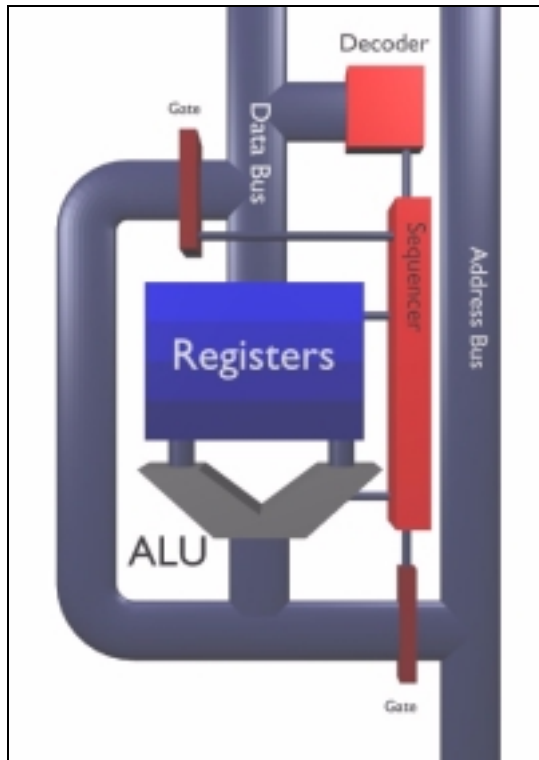 Decoder
Gate
Data Bus
Sequencer
Address Bus
Registers
ALU
Gate